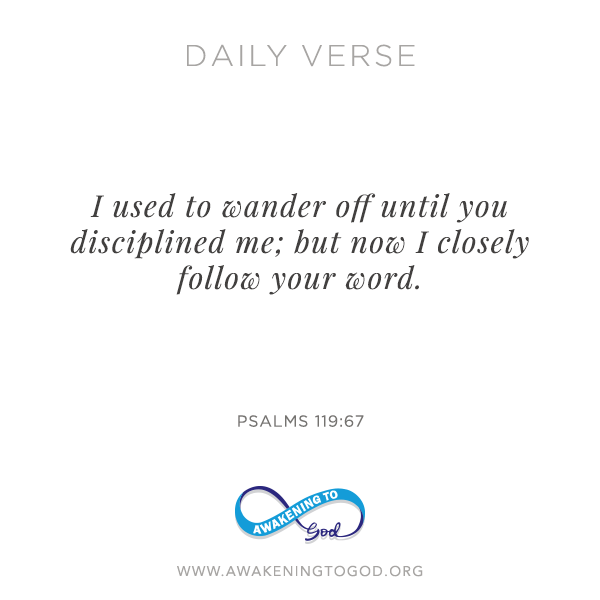 DAILY VERSE
I used to wander off until you
disciplined me; but now I closely
follow your word.
PSALMS 119:67
AWAKENING TO
God
WWW.AWAKENINGTOGOD.ORG